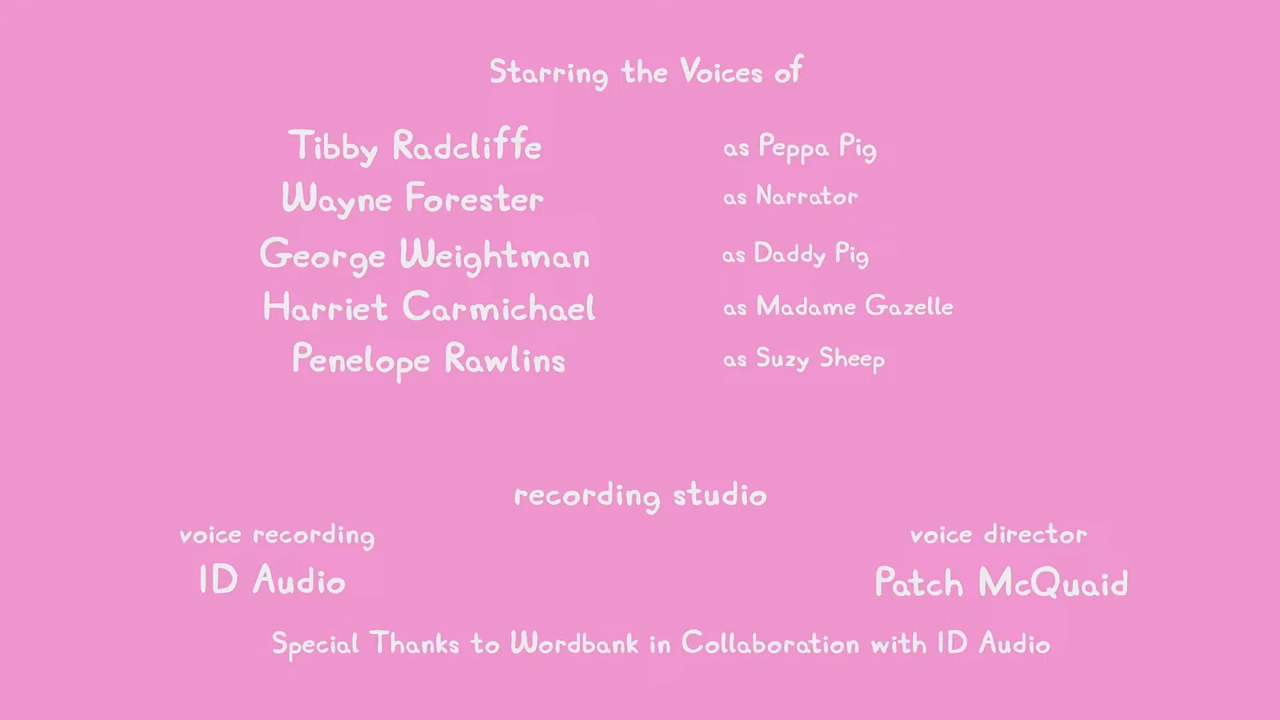 Starring the Voices of
Tibby Radcliffe as Peppa Pig
Wayne Forester as Narrator
George Weightman as Daddy Pig
Harriet Carmichael as Madame Gazelle
Penelope Rawlins as Suzy Sheep
recording studio
voice recording voice director
ID Audio Patch McQuaid
Special Thanks to Wordbank in Collaboration with ID Audio